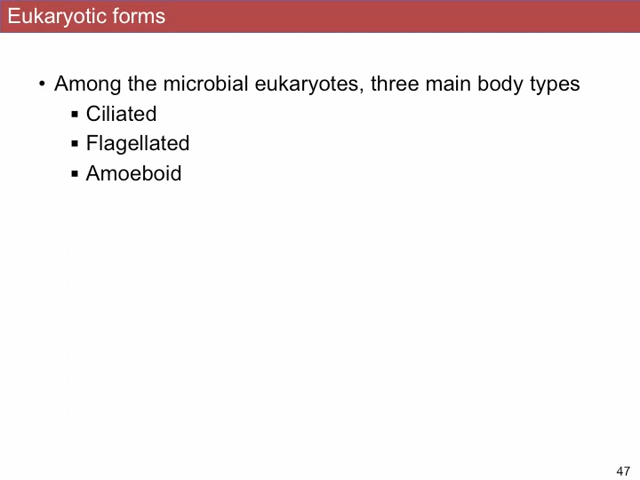 Eukaryotic forms
• Among the microbial eukaryotes, three main body types
▪ Ciliated
▪ Flagellated
▪ Amoeboid
47